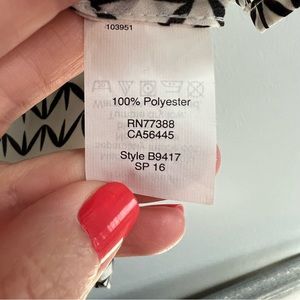 103951
100% Polyester
RN77388
CA56445
Style B9417
SP 16